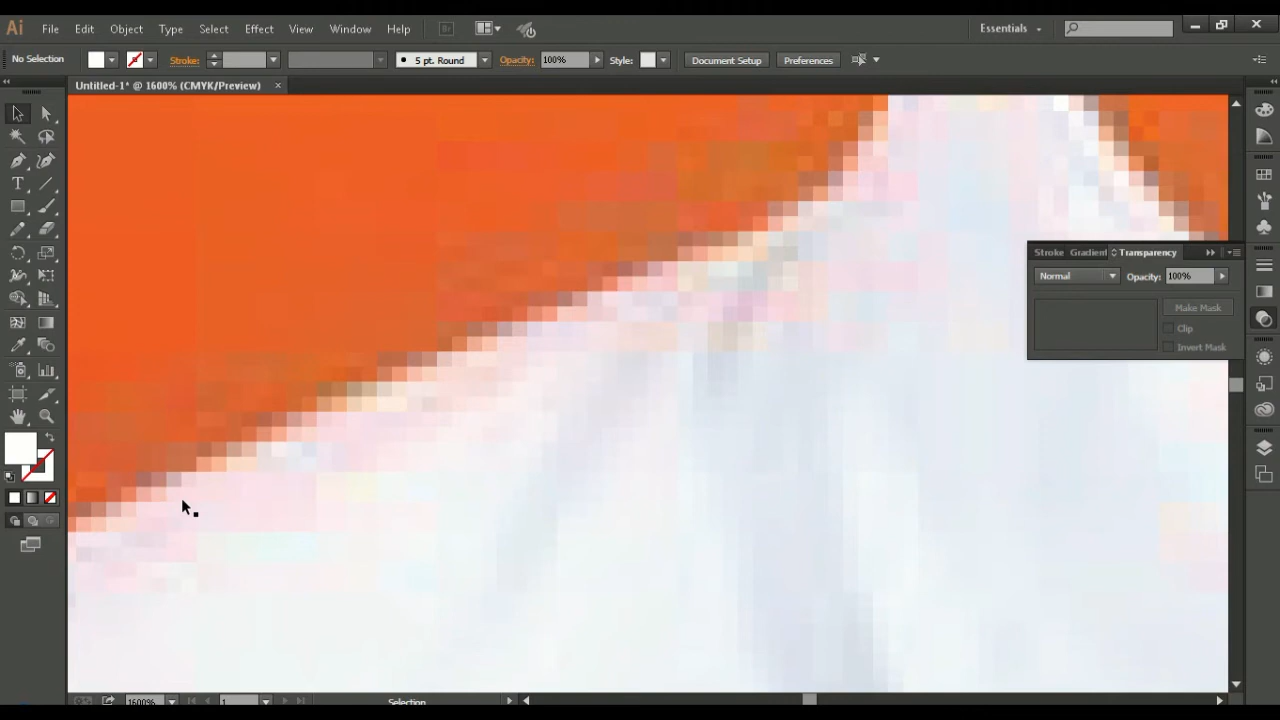 Ai File Edit Object Type Select Effect View Window Help Br Essentials
No Selection Stroke: 5 pt. Round Opacity: 100% Style: Document Setup Preferences
Untitled-1* @ 1600% (CMYK/Preview) ×
Stroke Gradient Transparency
Normal Opacity: 100%
Make Mask
Clip
Invert Mask
1600% 1 Selection